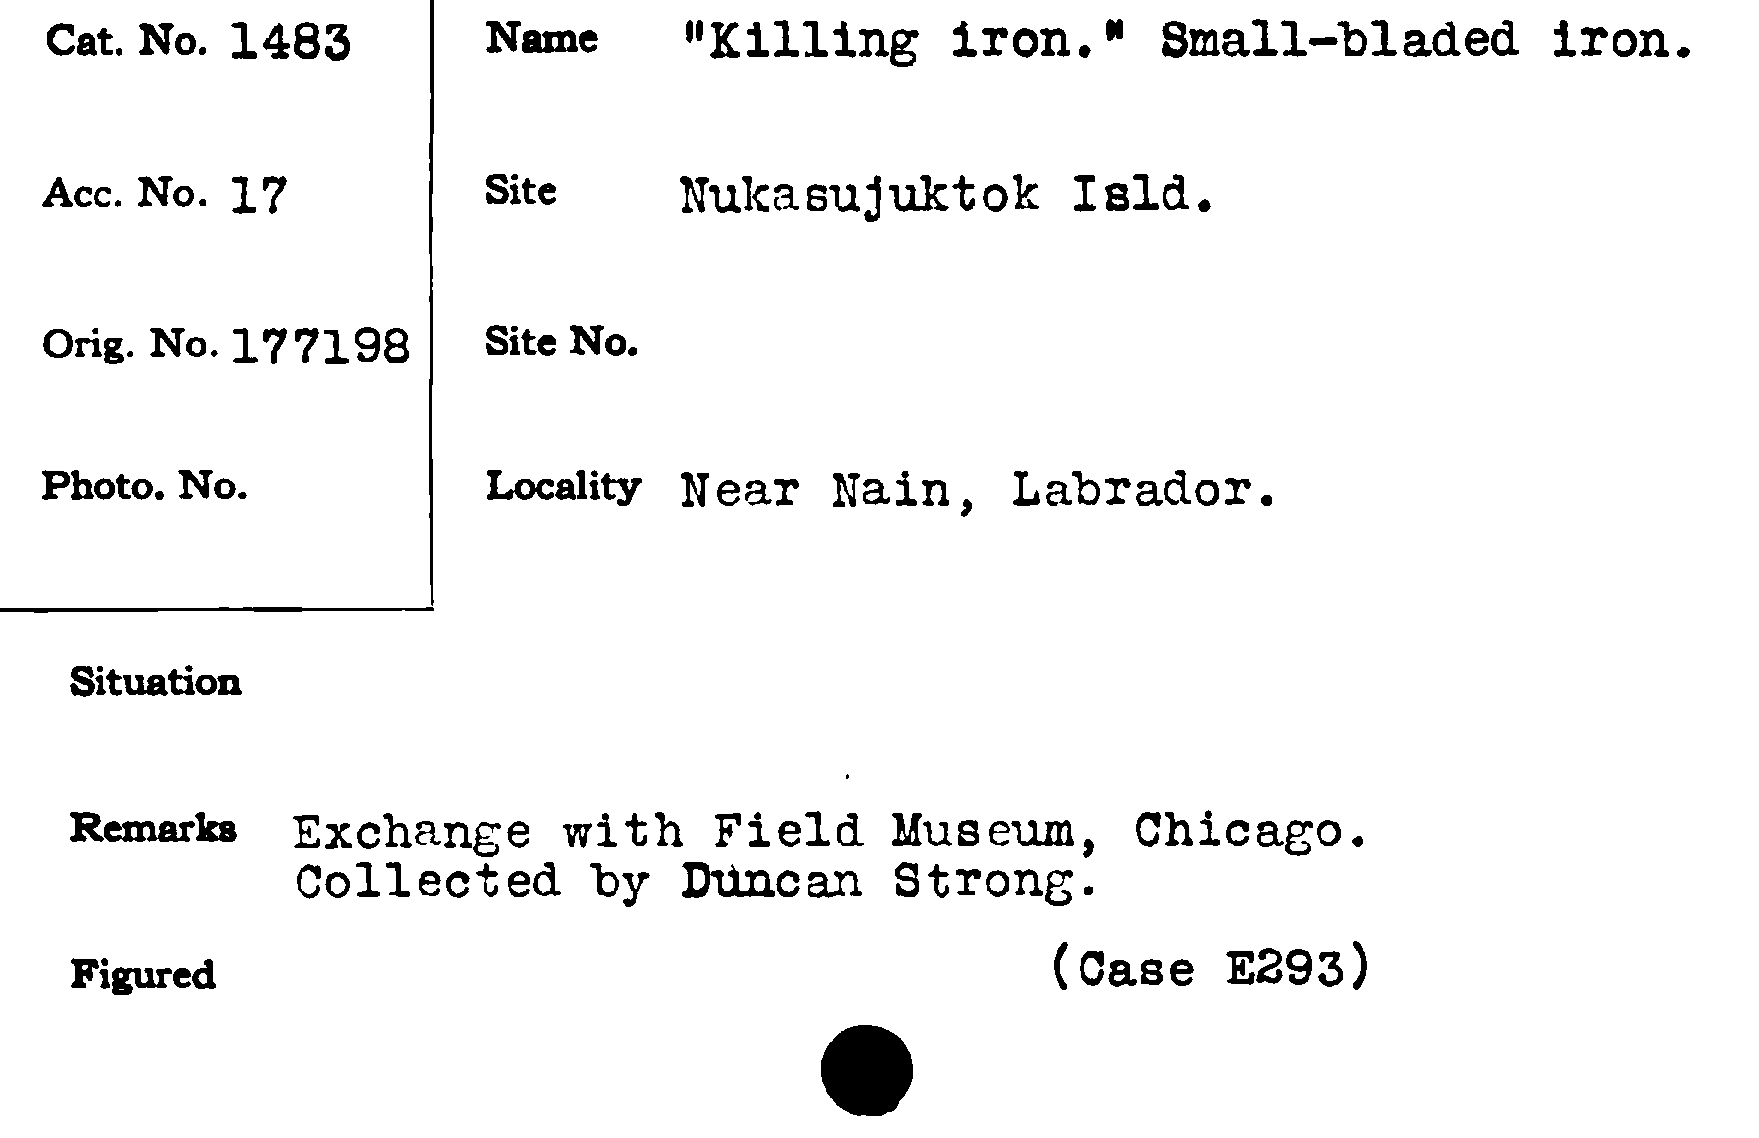 Cat. No. 1483
Name "Killing iron." Small-bladed iron.
Acc. No. 17
Site Nukasujuktok Isld.
Orig. No. 177198
Site No.
Photo. No.
Locality Near Nain, Labrador.
Situation
Remarks Exchange with Field Museum, Chicago.
Collected by Duncan Strong.
Figured (Case E293)